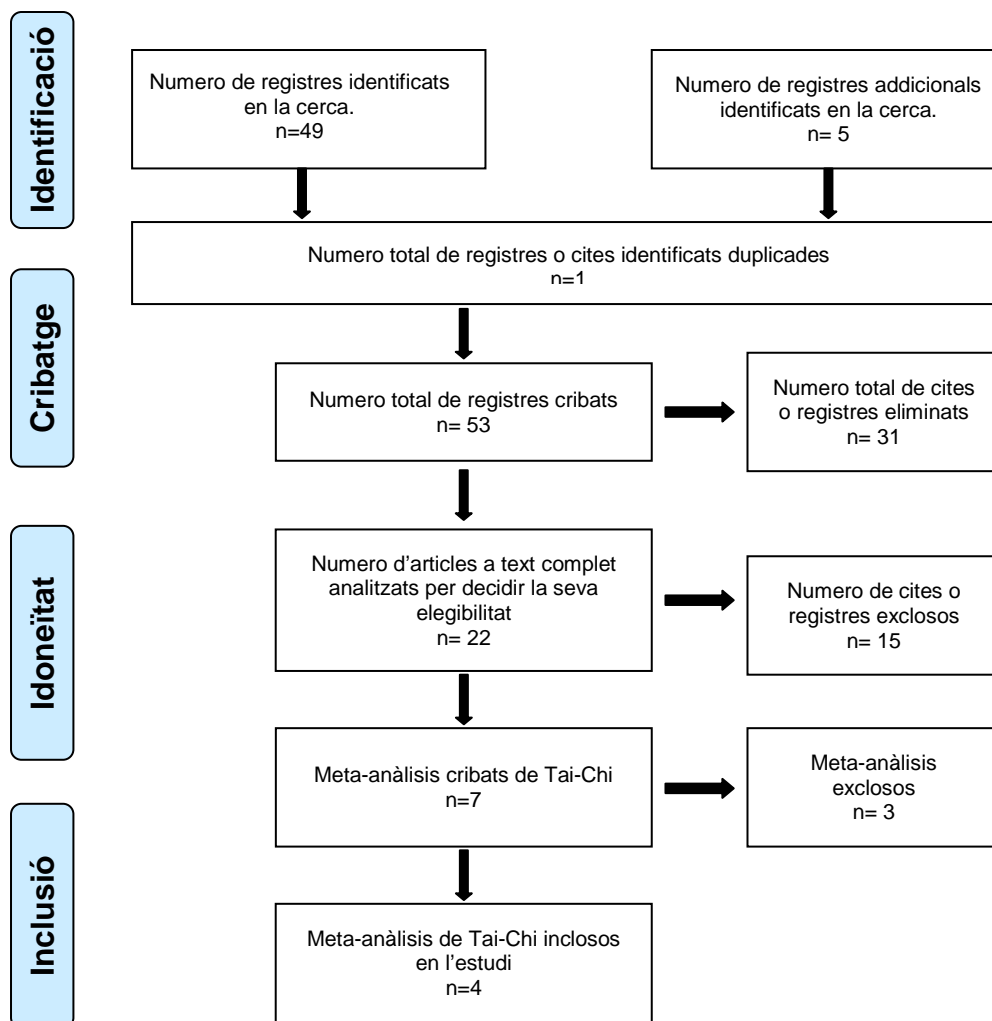 Identificació
Numero de registres identificats
en la cerca.
n=49
Numero de registres addicionals
identificats en la cerca.
n= 5
Numero total de registres o cites identificats duplicades
n=1
Cribatge
Numero total de registres cribats
n= 53
Numero total de cites
o registres eliminats
n= 31
Idoneïtat
Numero d’articles a text complet
analitzats per decidir la seva
elegibilitat
n= 22
Numero de cites o
registres exclosos
n= 15
Meta-anàlisis cribats de Tai-Chi
n=7
Meta-anàlisis
exclosos
n= 3
Inclusió
Meta-anàlisis de Tai-Chi inclosos
en l’estudi
n=4